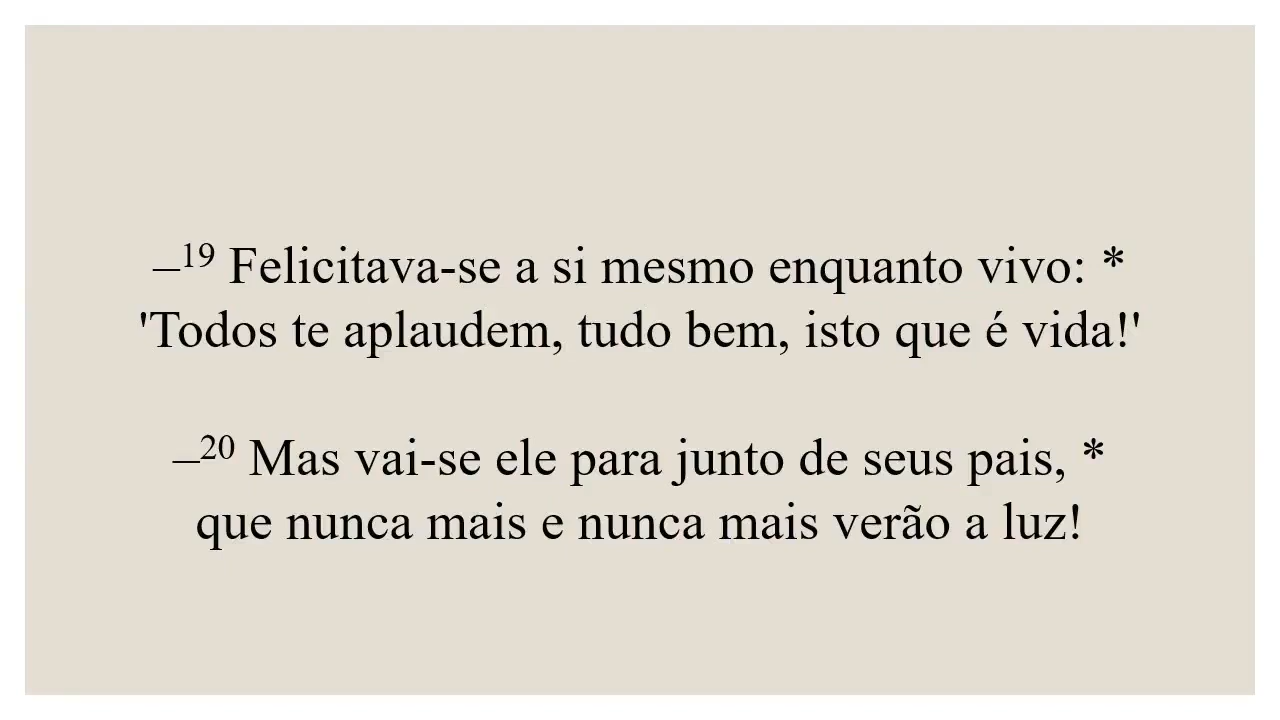 –19 Felicitava-se a si mesmo enquanto vivo: *
'Todos te aplaudem, tudo bem, isto que é vida!'
–20 Mas vai-se ele para junto de seus pais, *
que nunca mais e nunca mais verão a luz!